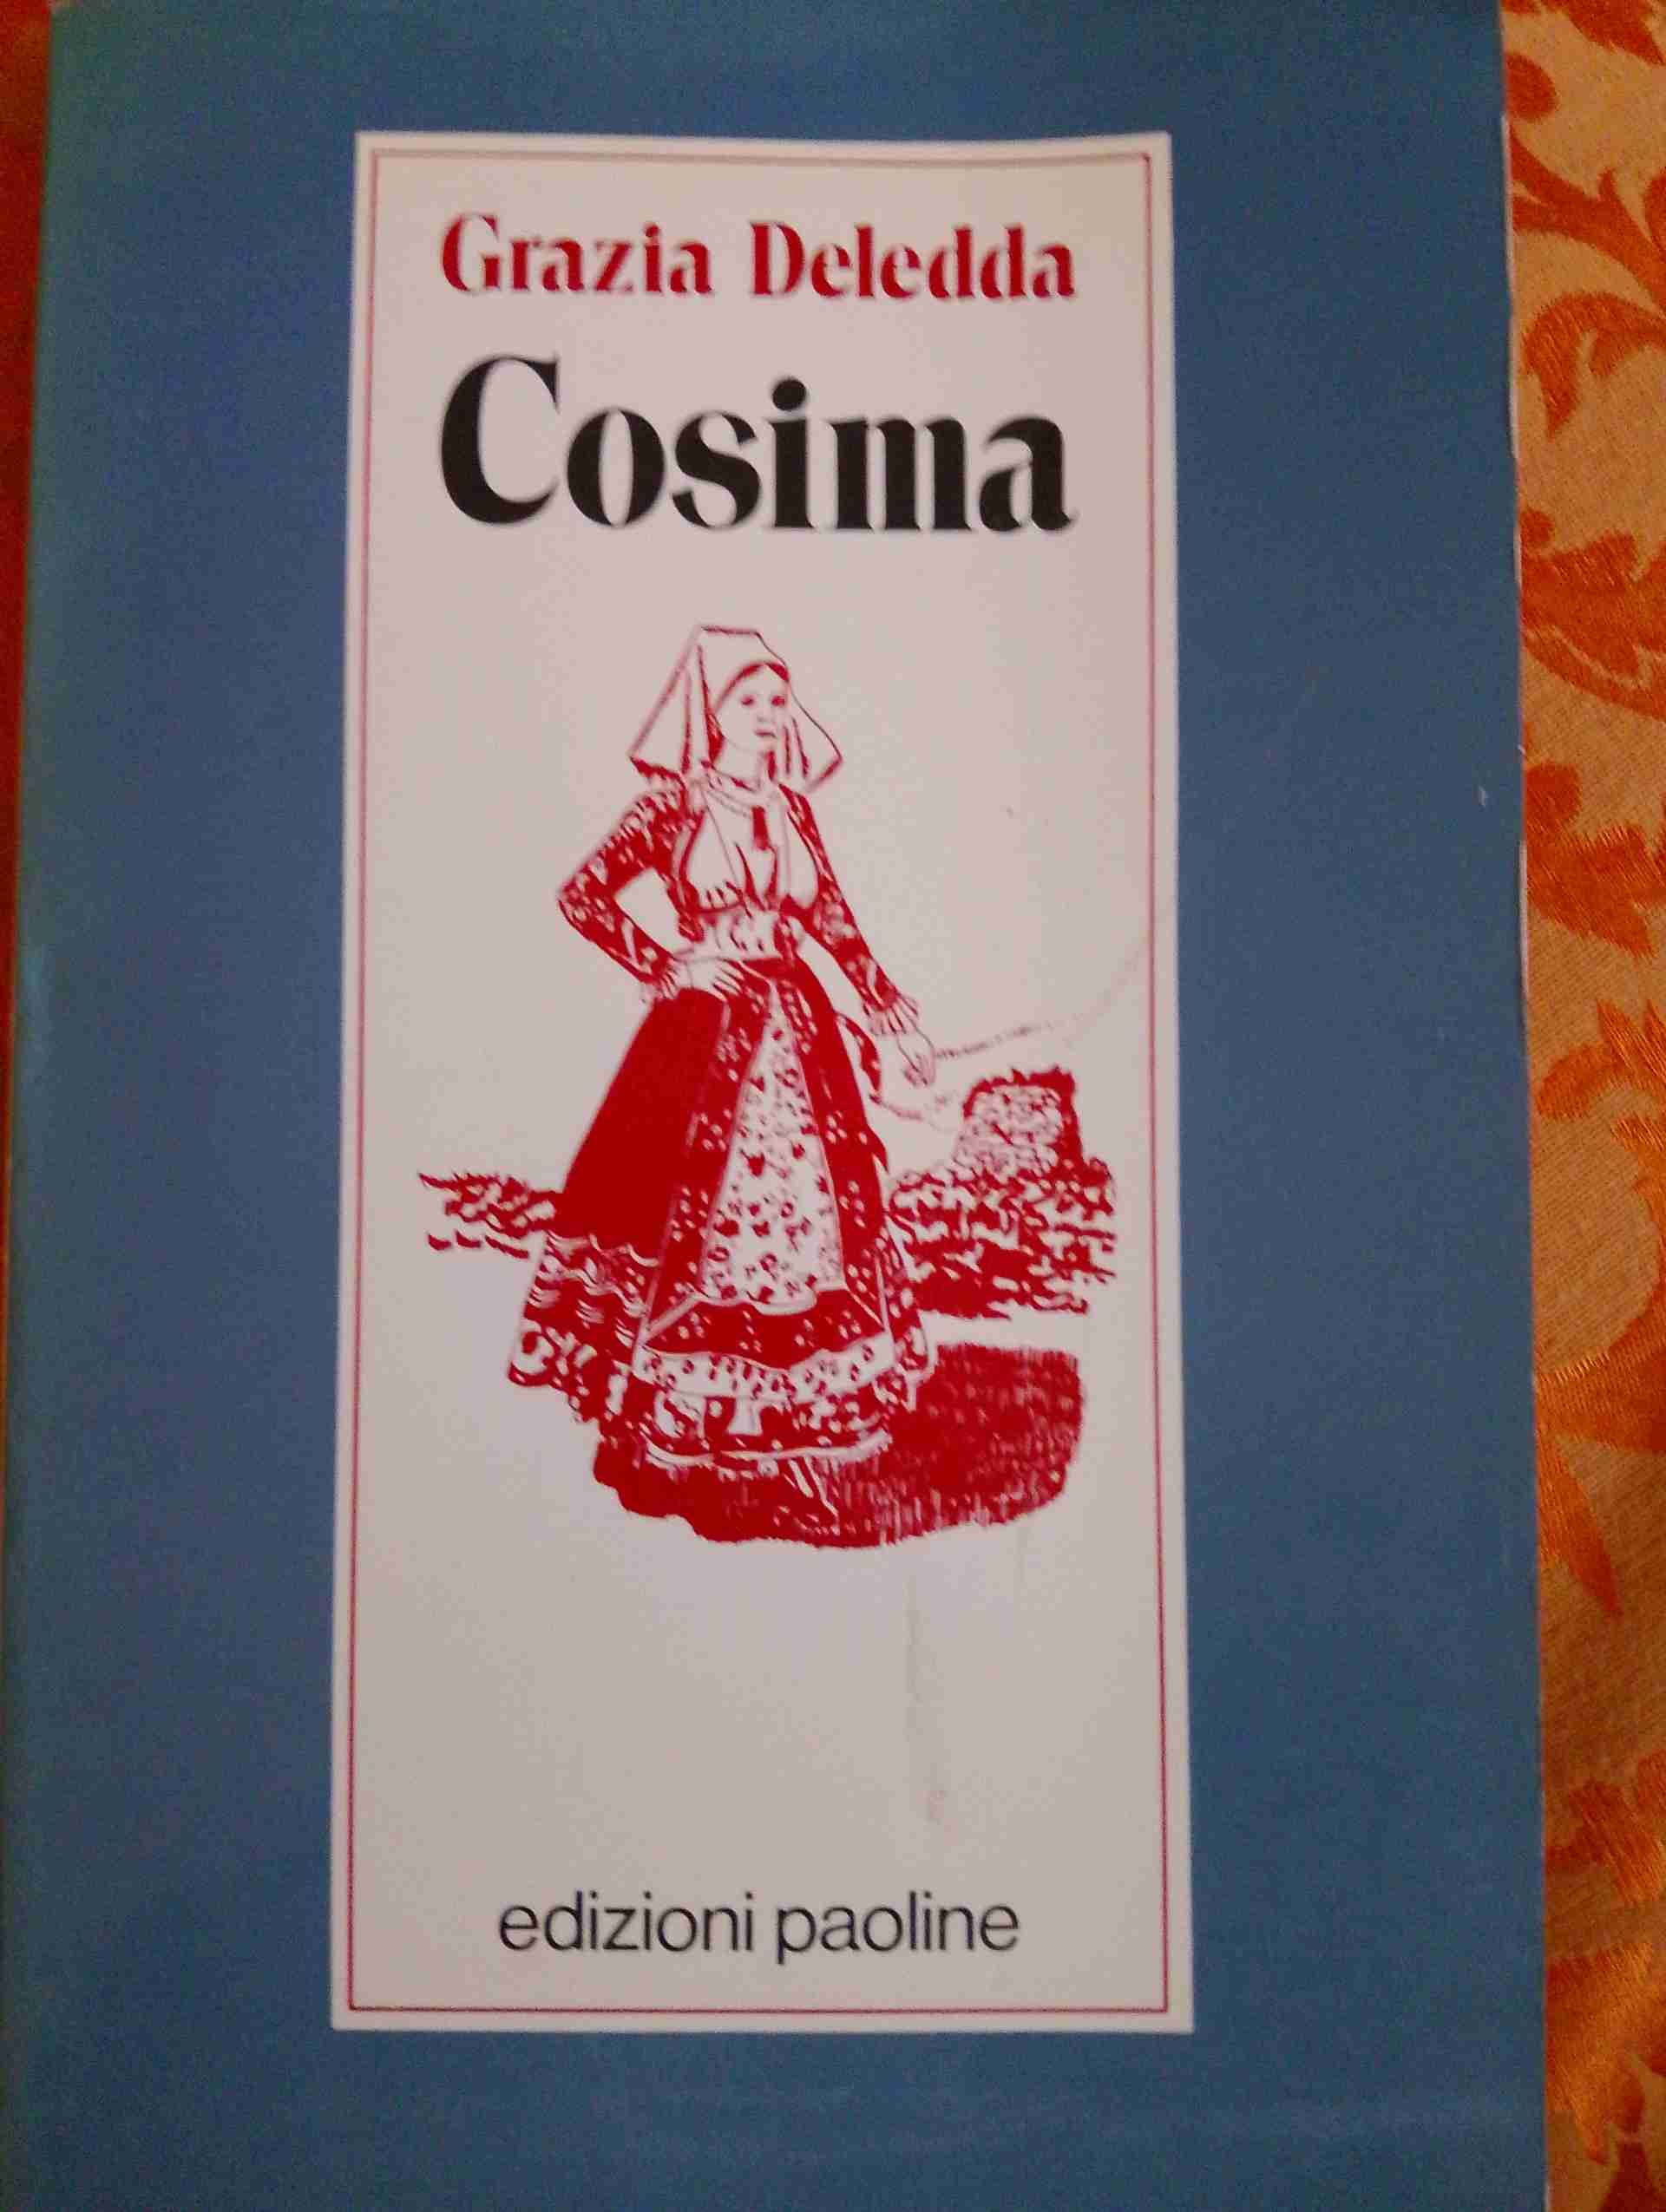 Grazia Deledda
Cosima
edizioni paoline